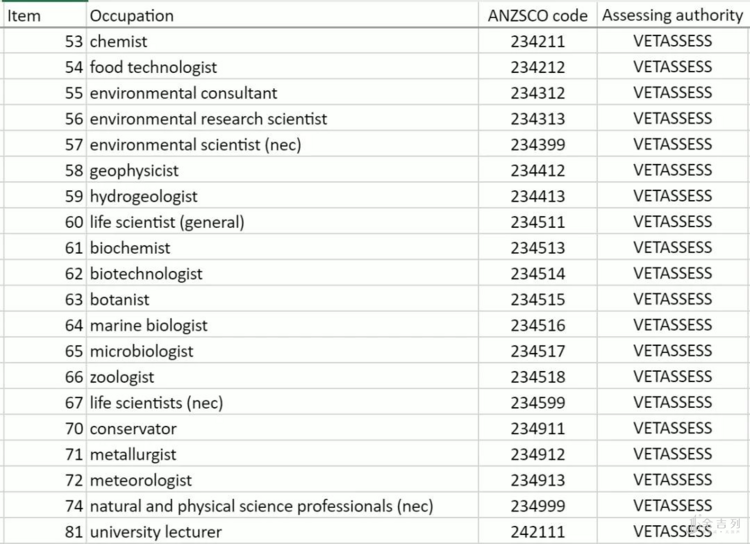 Item Occupation ANZSCO code Assessing authority
53 chemist 234211 VETASSESS
54 food technologist 234212 VETASSESS
55 environmental consultant 234312 VETASSESS
56 environmental research scientist 234313 VETASSESS
57 environmental scientist (nec) 234399 VETASSESS
58 geophysicist 234412 VETASSESS
59 hydrogeologist 234413 VETASSESS
60 life scientist (general) 234511 VETASSESS
61 biochemist 234513 VETASSESS
62 biotechnologist 234514 VETASSESS
63 botanist 234515 VETASSESS
64 marine biologist 234516 VETASSESS
65 microbiologist 234517 VETASSESS
66 zoologist 234518 VETASSESS
67 life scientists (nec) 234599 VETASSESS
70 conservator 234911 VETASSESS
71 metallurgist 234912 VETASSESS
72 meteorologist 234913 VETASSESS
74 natural and physical science professionals (nec) 234999 VETASSESS
81 university lecturer 242111 VETASSESS
金吉列